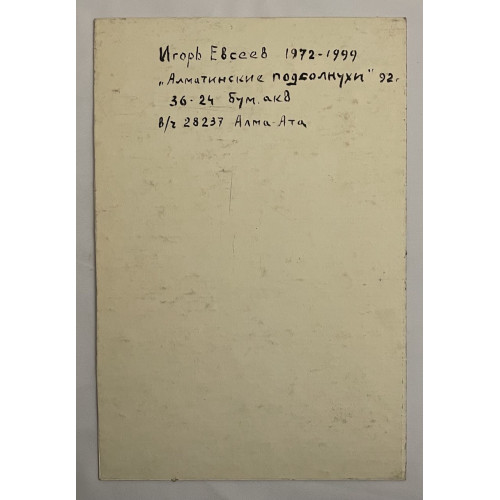 Игорь Евсеев 1972-1999
„Алматинские подсолнухи" 92г
36-24 бум.акв
в/ч 28237 Алма-Ата